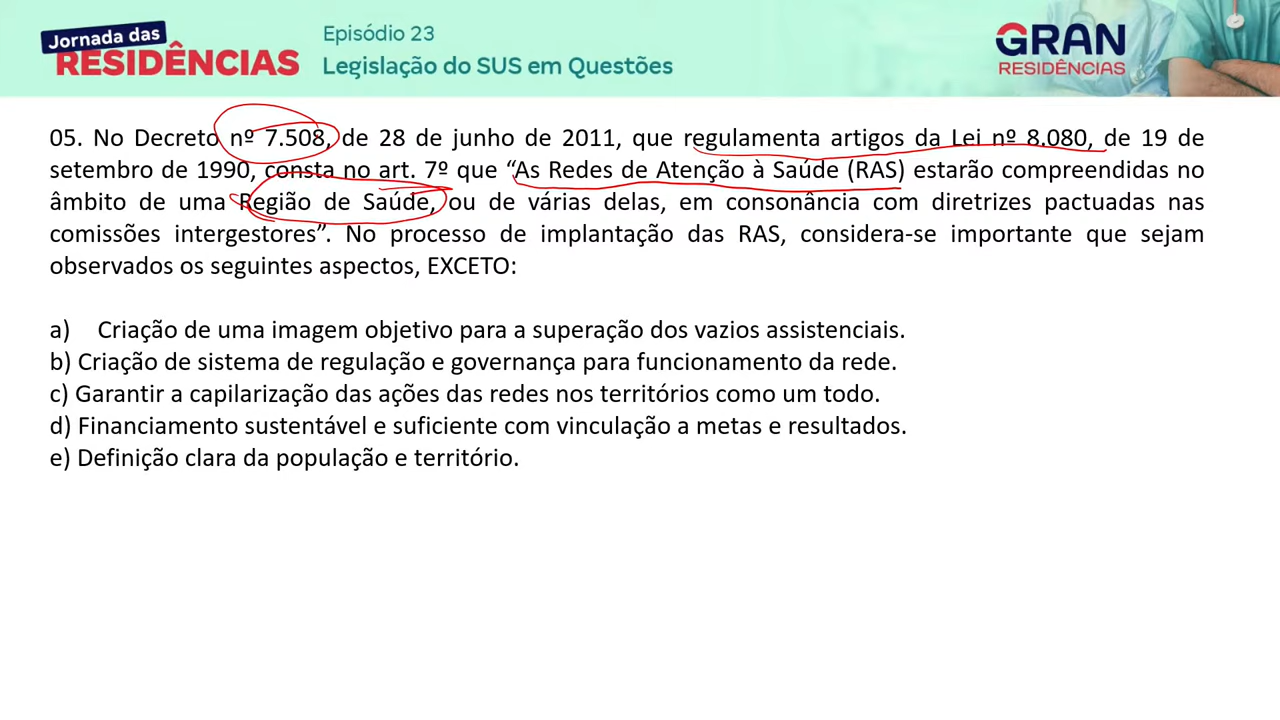 Jornada das
RESIDÊNCIAS
Episódio 23
Legislação do SUS em Questões
GRAN
RESIDÊNCIAS
05. No Decreto nº 7.508, de 28 de junho de 2011, que regulamenta artigos da Lei nº 8.080, de 19 de
setembro de 1990, consta no art. 7º que “As Redes de Atenção à Saúde (RAS) estarão compreendidas no
âmbito de uma Região de Saúde, ou de várias delas, em consonância com diretrizes pactuadas nas
comissões intergestores”. No processo de implantação das RAS, considera-se importante que sejam
observados os seguintes aspectos, EXCETO:
a) Criação de uma imagem objetivo para a superação dos vazios assistenciais.
b) Criação de sistema de regulação e governança para funcionamento da rede.
c) Garantir a capilarização das ações das redes nos territórios como um todo.
d) Financiamento sustentável e suficiente com vinculação a metas e resultados.
e) Definição clara da população e território.